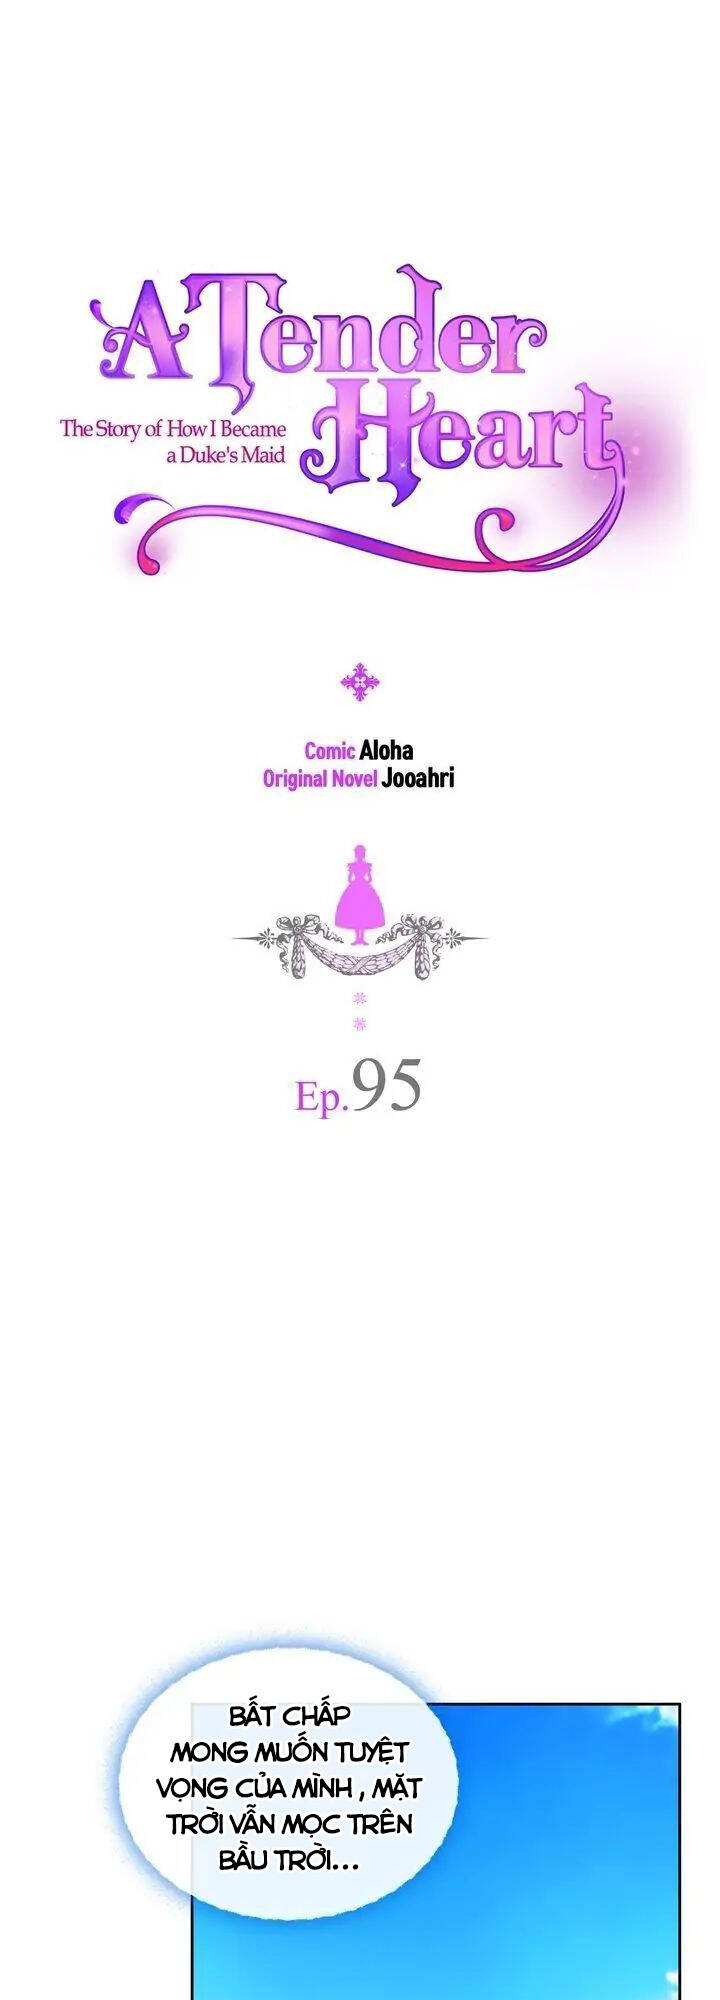 A Tender
The Story of How I Became
a Duke's Maid
Heart
Comic Aloha
Original Novel Jooahri
Ep.95
BẤT CHẤP
MONG MUỐN TUYỆT
VỌNG CỦA MÌNH , MẶT
TRỜI VẪN MỌC TRÊN
BẦU TRỜI...